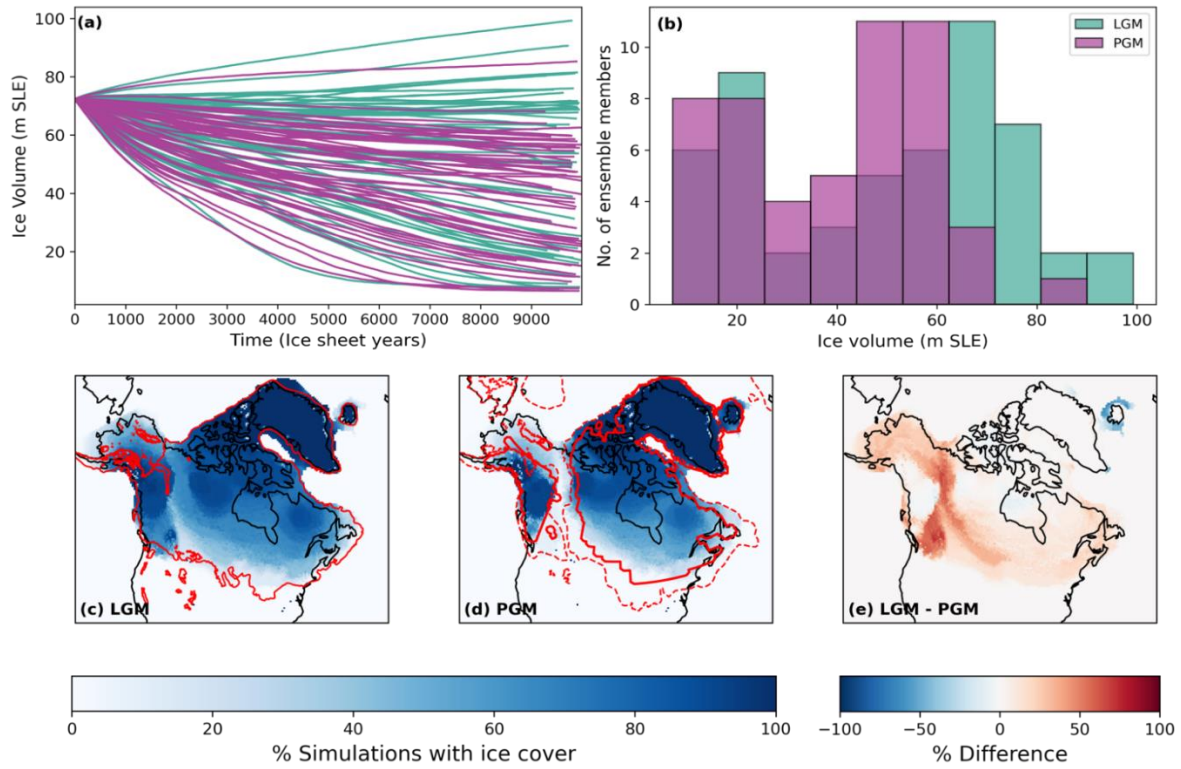 (a)
100
80
60
40
20
Ice Volume (m SLE)
0 1000 2000 3000 4000 5000 6000 7000 8000 9000
Time (Ice sheet years)
(b)
LGM
PGM
10
8
6
4
2
0
No. of ensemble members
20 40 60 80 100
Ice volume (m SLE)
(c) LGM
(d) PGM
(e) LGM - PGM
0 20 40 60 80 100
% Simulations with ice cover
−100 −50 0 50 100
% Difference